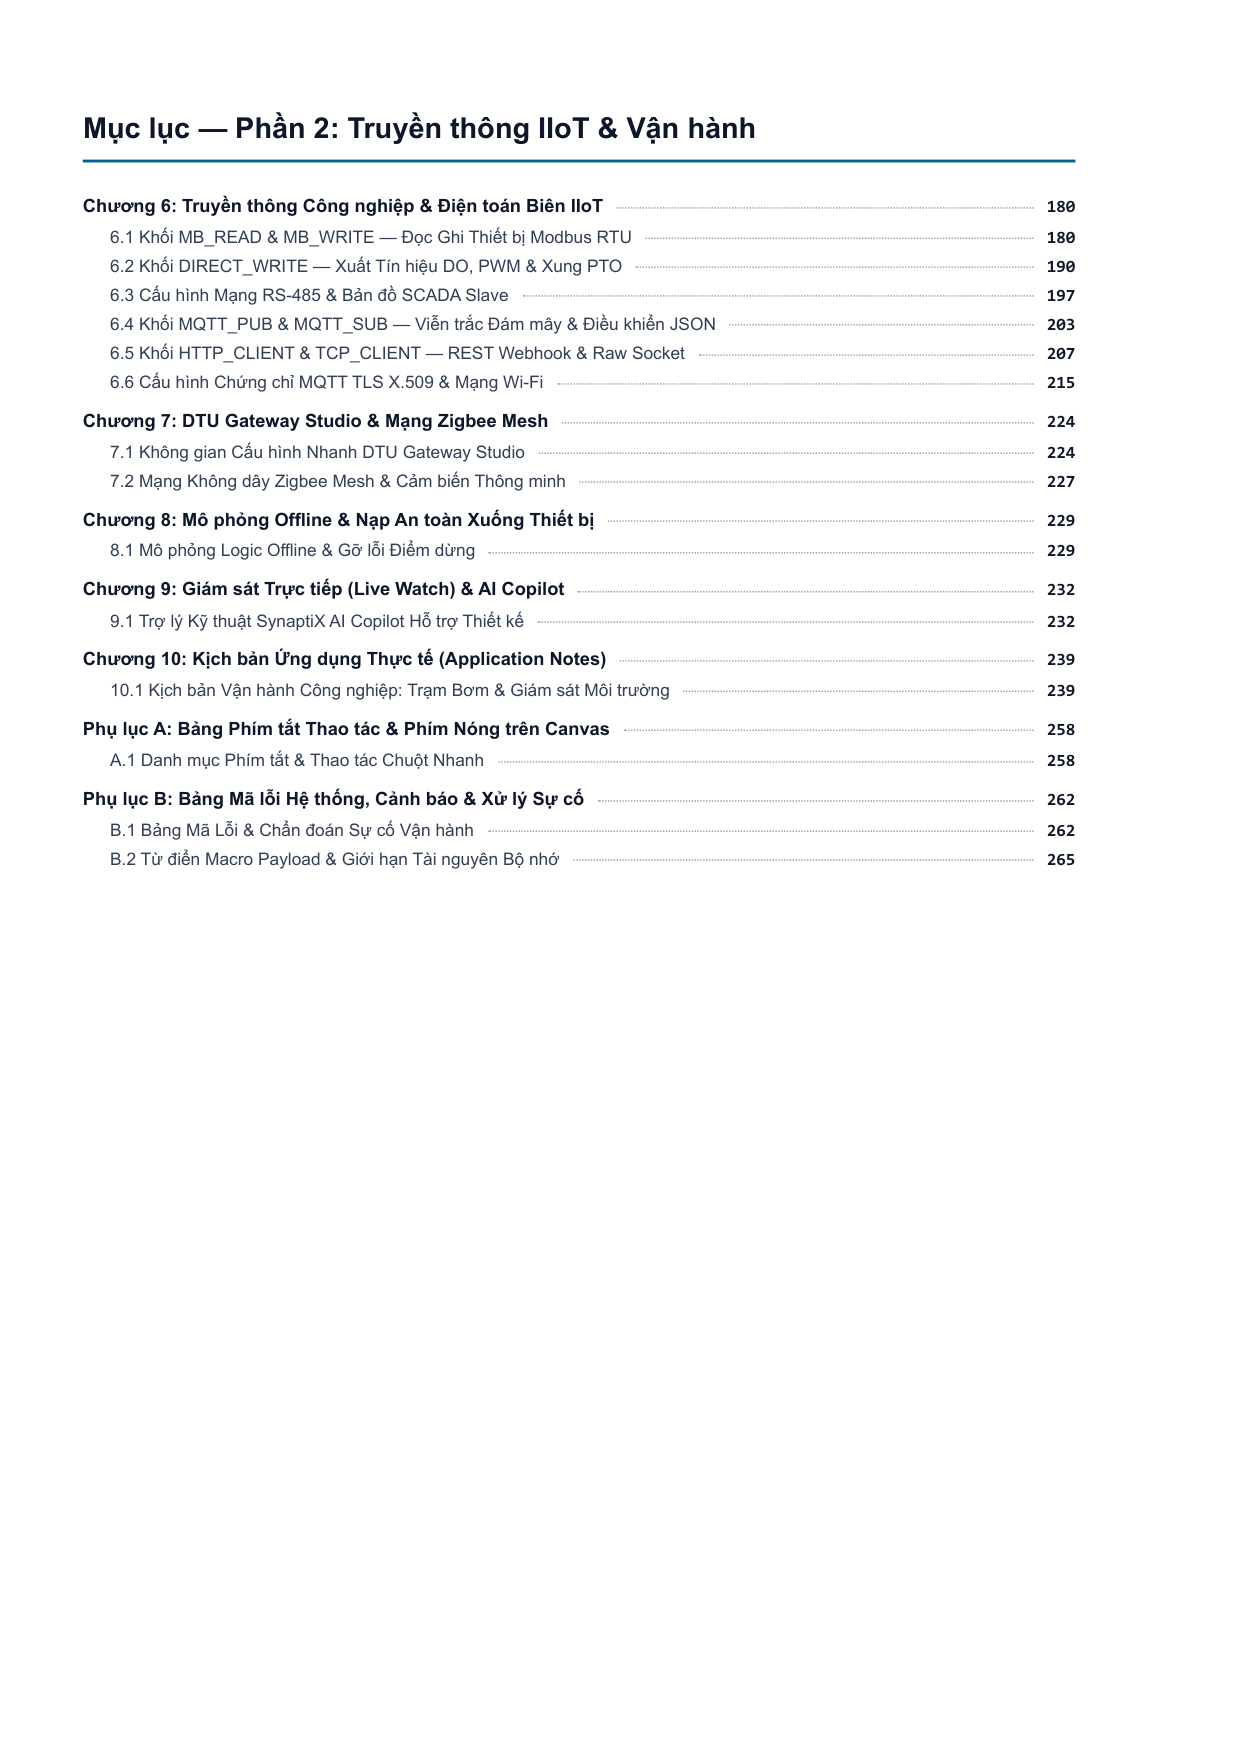 Mục lục — Phần 2: Truyền thông IIoT & Vận hành
Chương 6: Truyền thông Công nghiệp & Điện toán Biên IIoT 180
6.1 Khối MB_READ & MB_WRITE — Đọc Ghi Thiết bị Modbus RTU 180
6.2 Khối DIRECT_WRITE — Xuất Tín hiệu DO, PWM & Xung PTO 190
6.3 Cấu hình Mạng RS-485 & Bản đồ SCADA Slave 197
6.4 Khối MQTT_PUB & MQTT_SUB — Viễn trắc Đám mây & Điều khiển JSON 203
6.5 Khối HTTP_CLIENT & TCP_CLIENT — REST Webhook & Raw Socket 207
6.6 Cấu hình Chứng chỉ MQTT TLS X.509 & Mạng Wi-Fi 215
Chương 7: DTU Gateway Studio & Mạng Zigbee Mesh 224
7.1 Không gian Cấu hình Nhanh DTU Gateway Studio 224
7.2 Mạng Không dây Zigbee Mesh & Cảm biến Thông minh 227
Chương 8: Mô phỏng Offline & Nạp An toàn Xuống Thiết bị 229
8.1 Mô phỏng Logic Offline & Gỡ lỗi Điểm dừng 229
Chương 9: Giám sát Trực tiếp (Live Watch) & AI Copilot 232
9.1 Trợ lý Kỹ thuật SynaptiX AI Copilot Hỗ trợ Thiết kế 232
Chương 10: Kịch bản Ứng dụng Thực tế (Application Notes) 239
10.1 Kịch bản Vận hành Công nghiệp: Trạm Bơm & Giám sát Môi trường 239
Phụ lục A: Bảng Phím tắt Thao tác & Phím Nóng trên Canvas 258
A.1 Danh mục Phím tắt & Thao tác Chuột Nhanh 258
Phụ lục B: Bảng Mã lỗi Hệ thống, Cảnh báo & Xử lý Sự cố 262
B.1 Bảng Mã Lỗi & Chẩn đoán Sự cố Vận hành 262
B.2 Từ điển Macro Payload & Giới hạn Tài nguyên Bộ nhớ 265